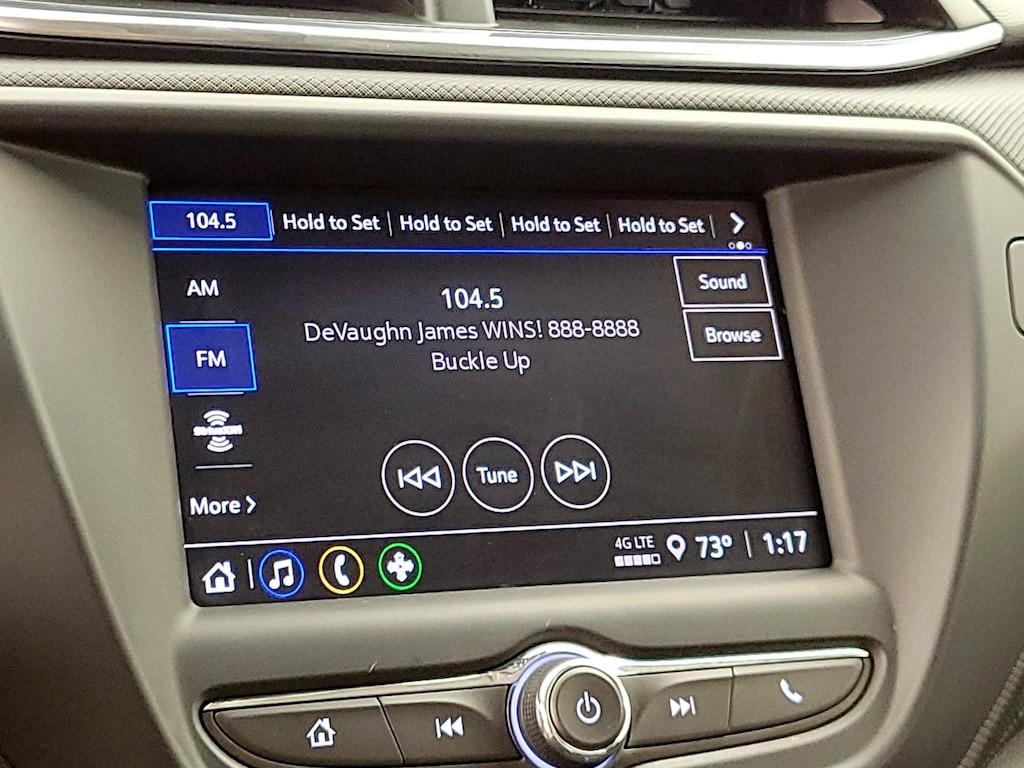 104.5 Hold to Set Hold to Set Hold to Set Hold to Set
AM
FM
SiriusXM
More
104.5
DeVaughn James WINS! 888-8888
Buckle Up
Sound
Browse
Tune
4G LTE
73° 1:17